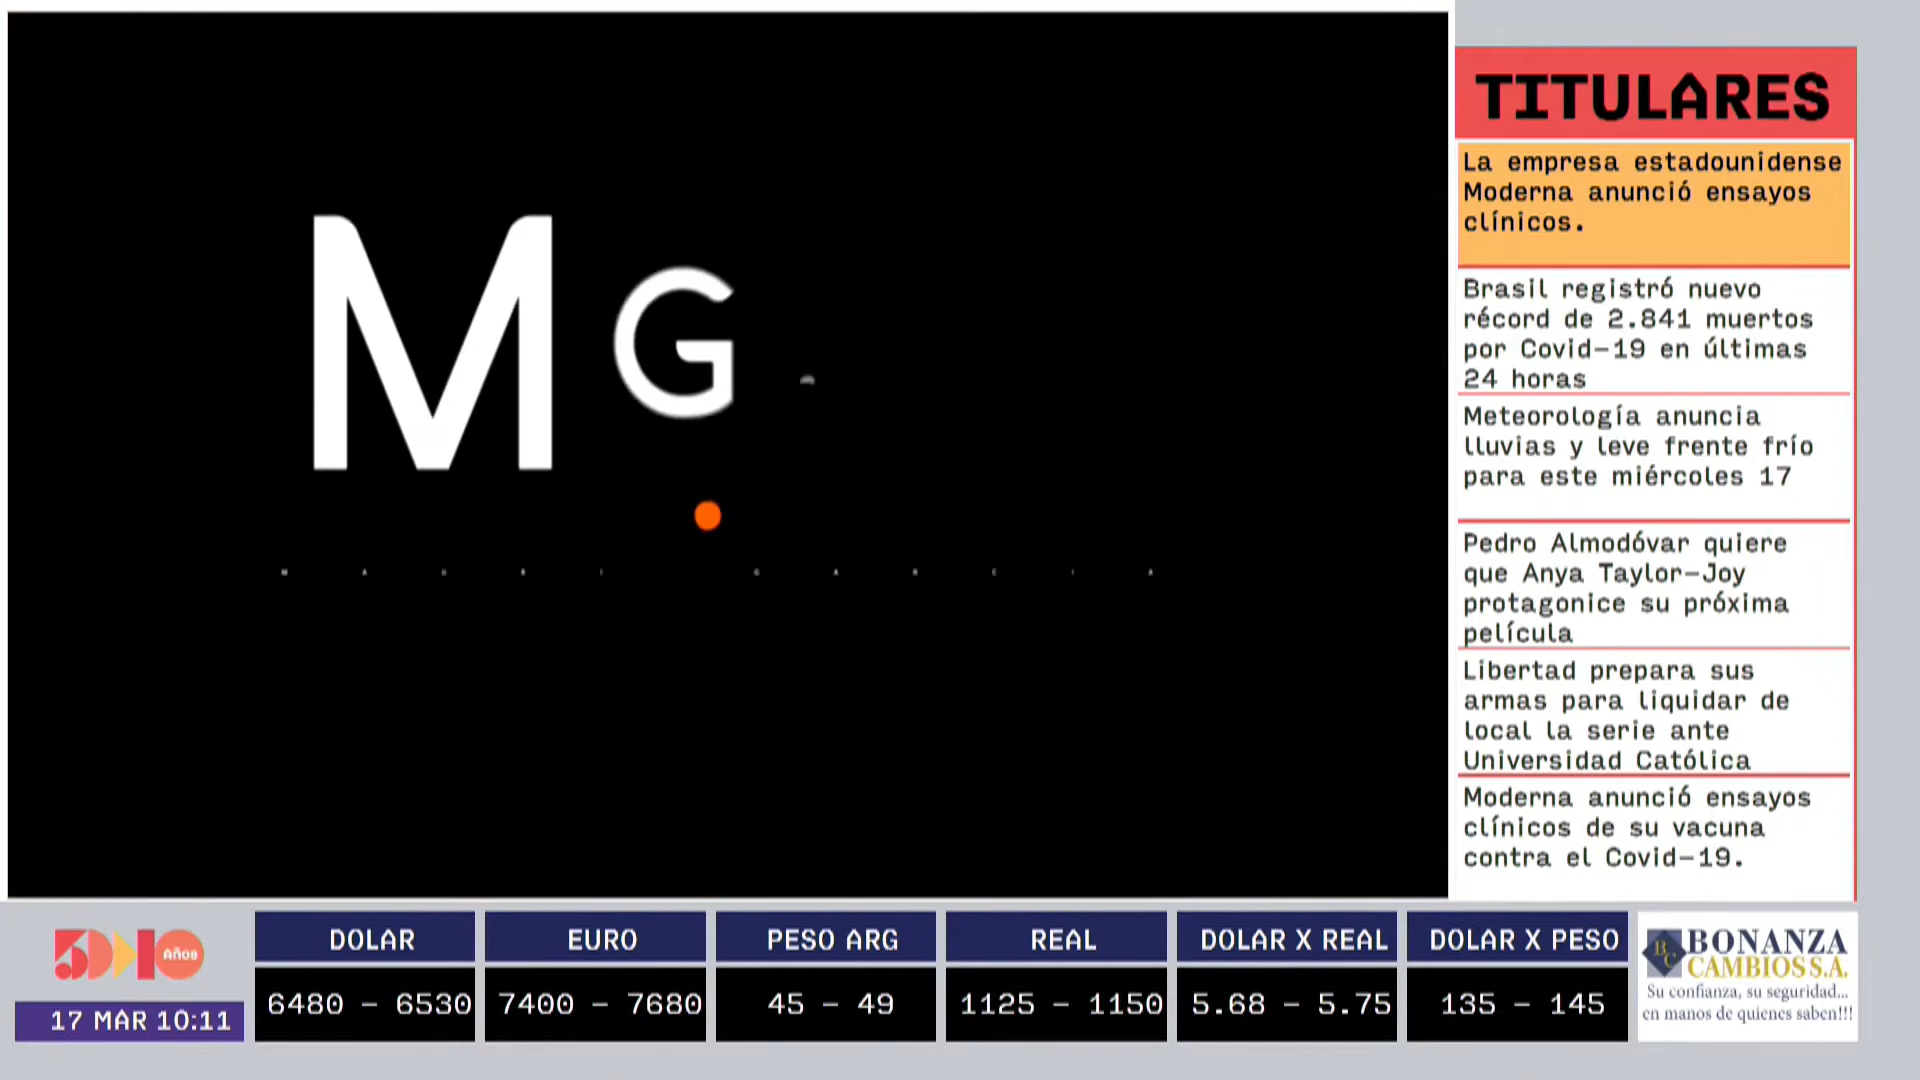 MG
TITULARES
La empresa estadounidense
Moderna anunció ensayos
clínicos.
Brasil registró nuevo
récord de 2.841 muertos
por Covid-19 en últimas
24 horas
Meteorología anuncia
lluvias y leve frente frío
para este miércoles 17
Pedro Almodóvar quiere
que Anya Taylor-Joy
protagonice su próxima
película
Libertad prepara sus
armas para liquidar de
local la serie ante
Universidad Católica
Moderna anunció ensayos
clínicos de su vacuna
contra el Covid-19.
Años
17 MAR 10:11
DOLAR
6480 - 6530
EURO
7400 - 7680
PESO ARG
45 - 49
REAL
1125 - 1150
DOLAR X REAL
5.68 - 5.75
DOLAR X PESO
135 - 145
BC
BONANZA
CAMBIOS S.A.
Su confianza, su seguridad...
en manos de quienes saben!!!